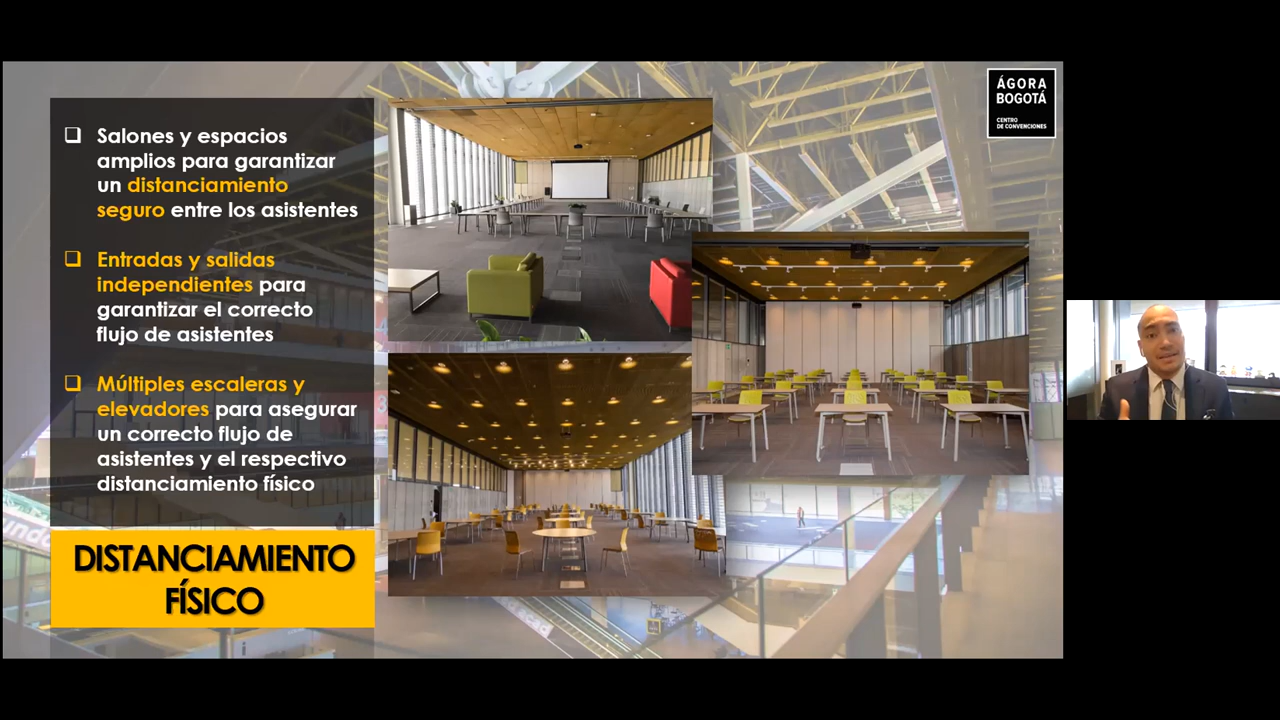 ÁGORA
BOGOTÁ
CENTRO
DE CONVENCIONES
❑ Salones y espacios
amplios para garantizar
un distanciamiento
seguro entre los asistentes
❑ Entradas y salidas
independientes para
garantizar el correcto
flujo de asistentes
❑ Múltiples escaleras y
elevadores para asegurar
un correcto flujo de
asistentes y el respectivo
distanciamiento físico
DISTANCIAMIENTO
FÍSICO